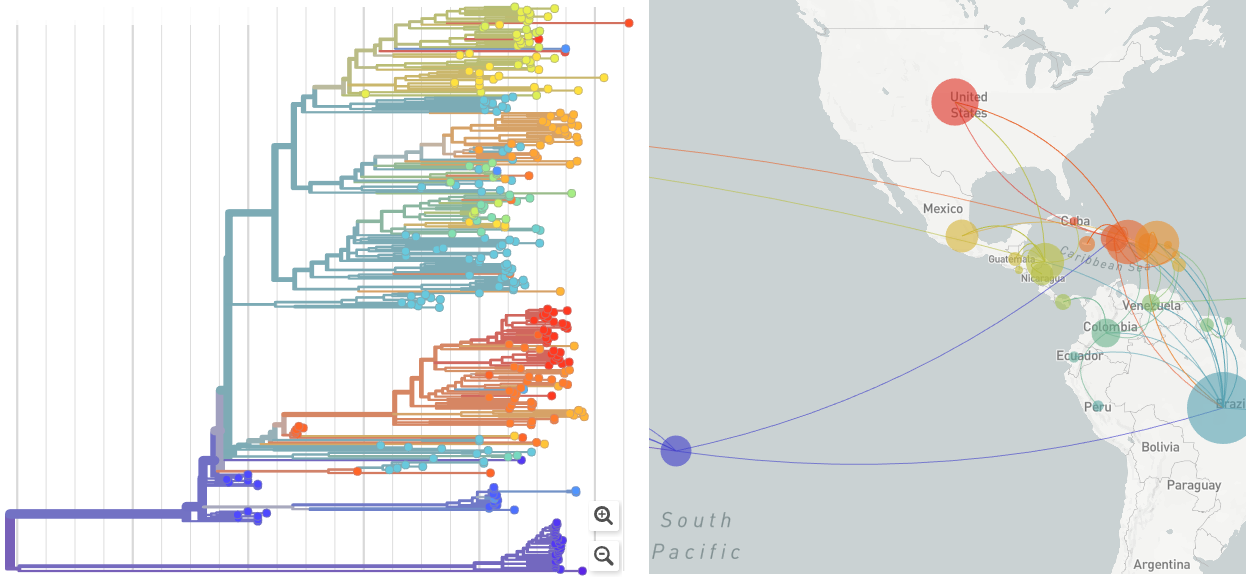 United
States
Mexico
Cuba
Guatemala
Caribbean Sea
Nicaragua
Venezuela
Colombia
Ecuador
Peru
Brazi
Bolivia
Paraguay
South
Pacific
Argentina